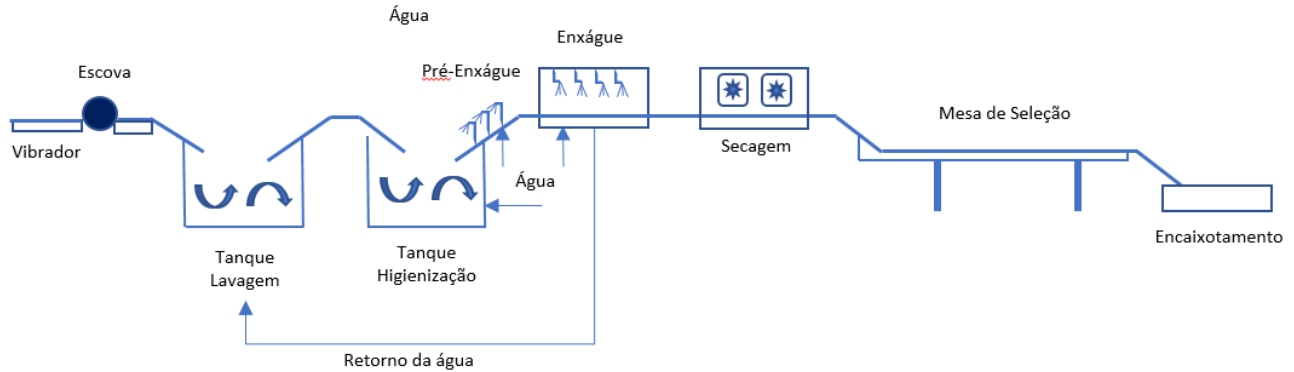 Água
Enxágue
Escova
Pré-Enxágue
Mesa de Seleção
Vibrador
Secagem
Água
Encaixotamento
Tanque
Lavagem
Tanque
Higienização
Retorno da água